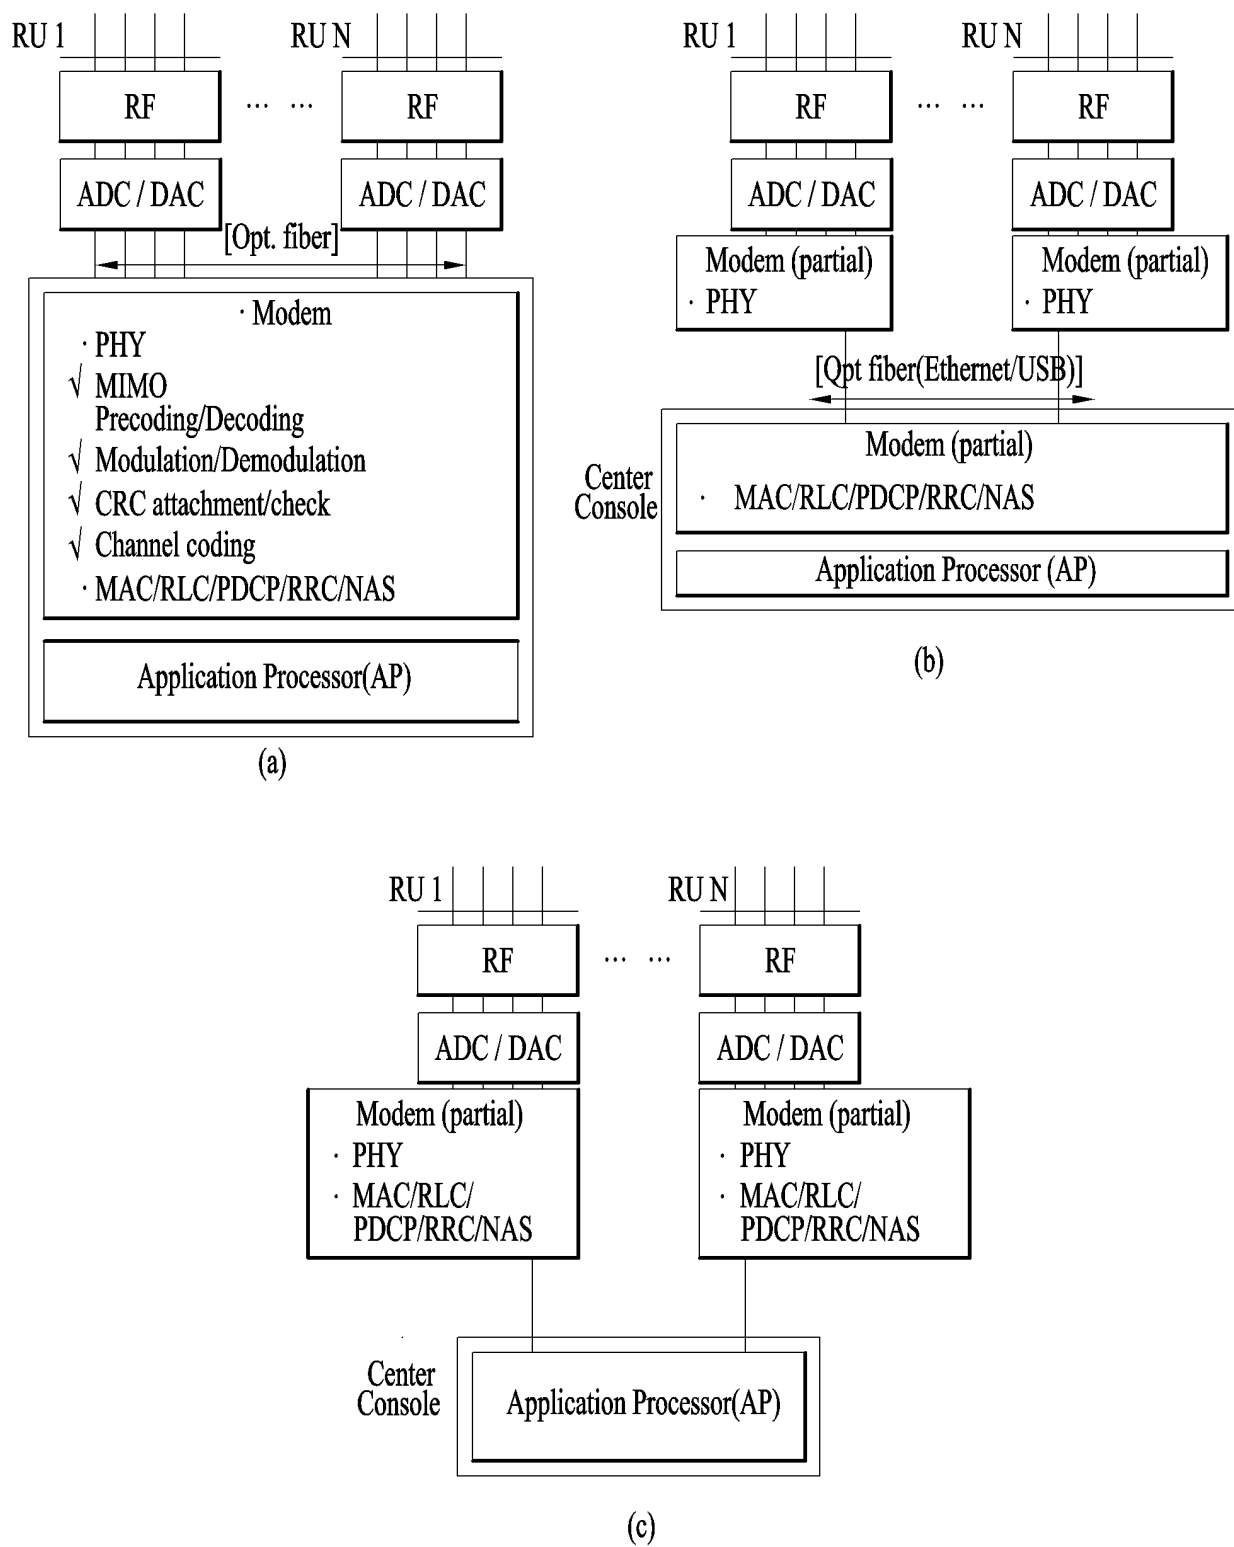 RU 1
RU N
RF
... ...
RF
ADC / DAC
ADC / DAC
[Opt. fiber]
· Modem
· PHY
√ MIMO
Precoding/Decoding
√ Modulation/Demodulation
√ CRC attachment/check
√ Channel coding
· MAC/RLC/PDCP/RRC/NAS
Application Processor(AP)
(a)
RU 1
RU N
RF
... ...
RF
ADC / DAC
ADC / DAC
Modem (partial)
· PHY
Modem (partial)
· PHY
[Qpt fiber(Ethernet/USB)]
Center
Console
Modem (partial)
· MAC/RLC/PDCP/RRC/NAS
Application Processor (AP)
(b)
RU 1
RU N
RF
... ...
RF
ADC / DAC
ADC / DAC
Modem (partial)
· PHY
· MAC/RLC/
PDCP/RRC/NAS
Modem (partial)
· PHY
· MAC/RLC/
PDCP/RRC/NAS
Center
Console
Application Processor(AP)
(c)